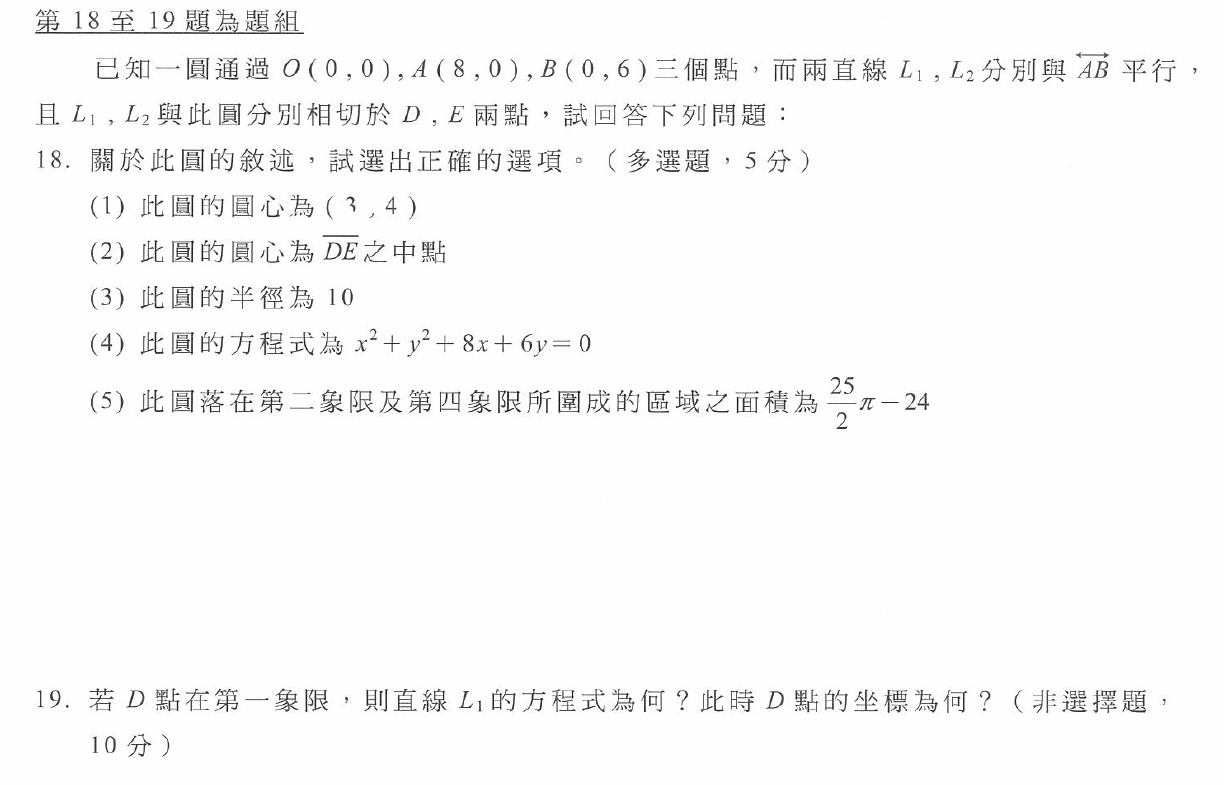 第 18 至 19 題為題組
已知一圓通過 O(0,0), A(8,0), B(0,6)三個點，而兩直線 L₁, L₂分別與 AB 平行，
且 L₁, L₂與此圓分別相切於 D, E 兩點，試回答下列問題：
18. 關於此圓的敘述，試選出正確的選項。（多選題，5 分）
(1) 此圓的圓心為(3,4)
(2) 此圓的圓心為 DE 之中點
(3) 此圓的半徑為 10
(4) 此圓的方程式為 x²+y²+8x+6y=0
(5) 此圓落在第二象限及第四象限所圍成的區域之面積為 25/2 π－24
19. 若 D 點在第一象限，則直線 L₁的方程式為何？此時 D 點的坐標為何？（非選擇題，
10 分）